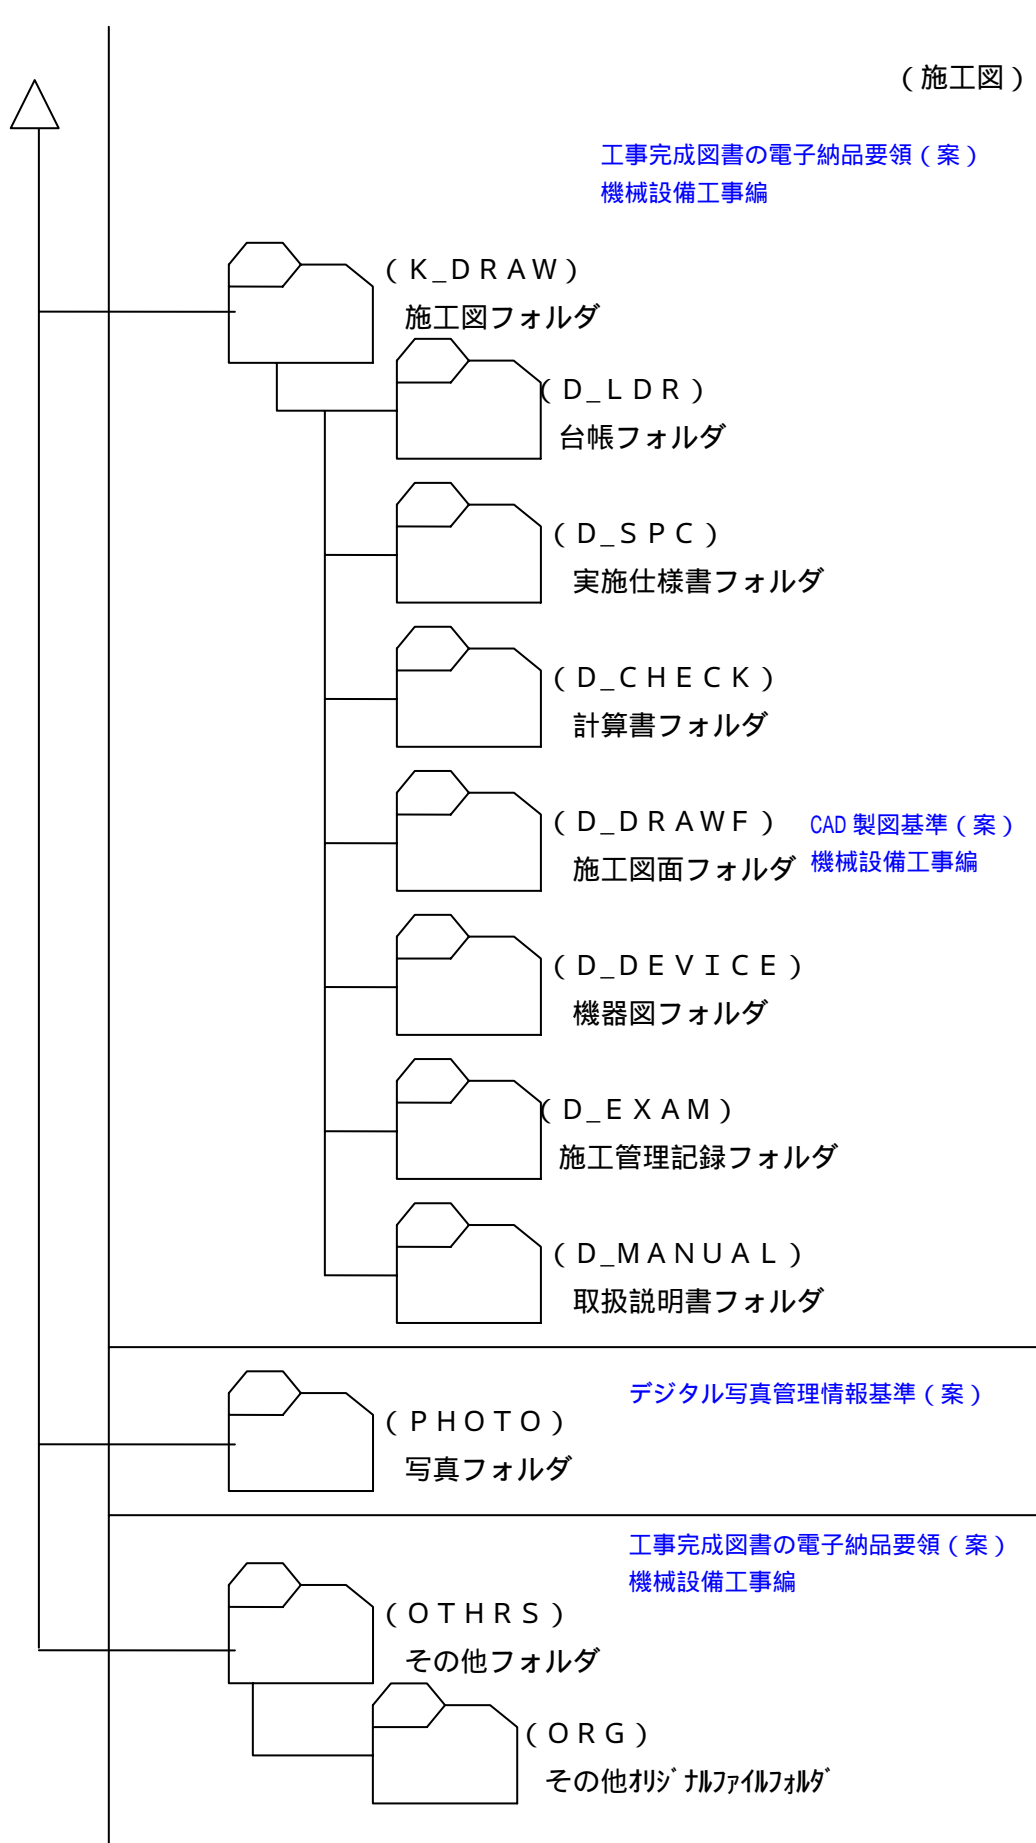 （施工図）
工事完成図書の電子納品要領（案）
機械設備工事編
（Ｋ_ＤＲＡＷ）
施工図フォルダ
（Ｄ_ＬＤＲ）
台帳フォルダ
（Ｄ_ＳＰＣ）
実施仕様書フォルダ
（Ｄ_ＣＨＥＣＫ）
計算書フォルダ
（Ｄ_ＤＲＡＷＦ）
施工図面フォルダ
CAD 製図基準（案）
機械設備工事編
（Ｄ_ＤＥＶＩＣＥ）
機器図フォルダ
（Ｄ_ＥＸＡＭ）
施工管理記録フォルダ
（Ｄ_ＭＡＮＵＡＬ）
取扱説明書フォルダ
デジタル写真管理情報基準（案）
（ＰＨＯＴＯ）
写真フォルダ
工事完成図書の電子納品要領（案）
機械設備工事編
（ＯＴＨＲＳ）
その他フォルダ
（ＯＲＧ）
その他ｵﾘｼﾞﾅﾙﾌｧｲﾙﾌｫﾙﾀﾞ